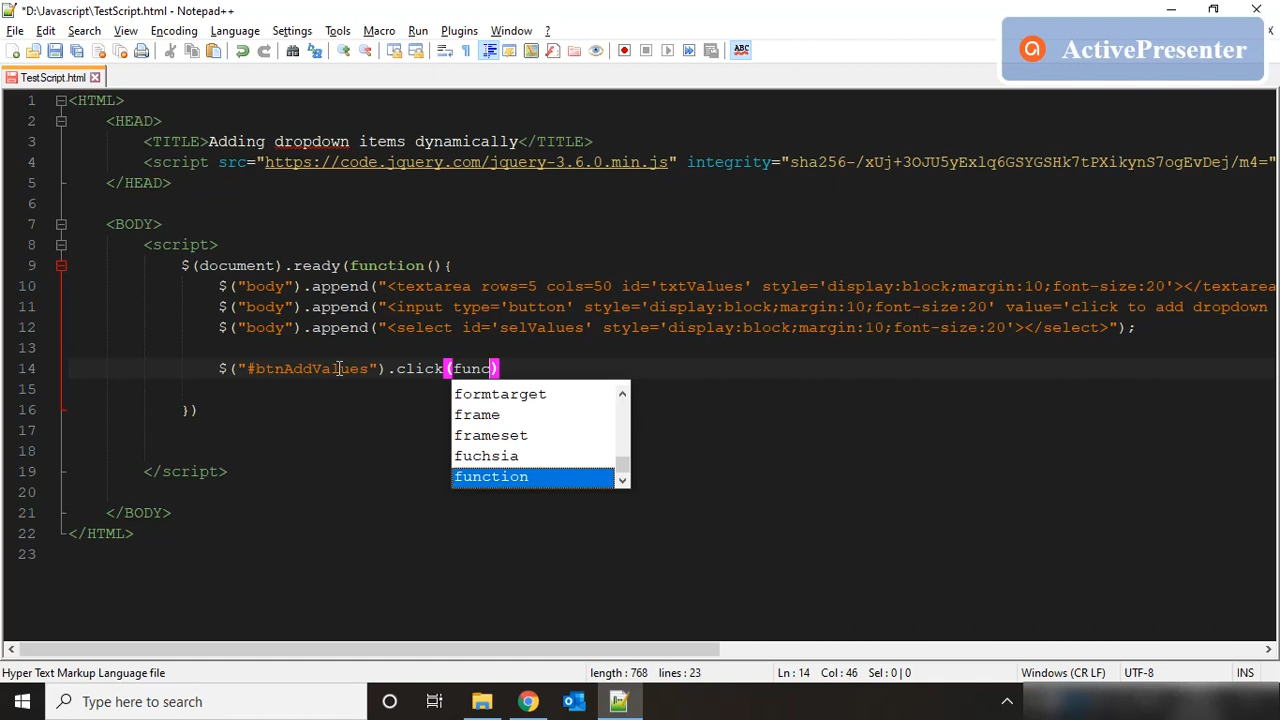 *D:\Javascript\TestScript.html - Notepad++
File Edit Search View Encoding Language Settings Tools Macro Run Plugins Window ?
ActivePresenter
ABC
TestScript.html
1 <HTML>
2 <HEAD>
3 <TITLE>Adding dropdown items dynamically</TITLE>
4 <script src="https://code.jquery.com/jquery-3.6.0.min.js" integrity="sha256-/xUj+3OJU5yExlq6GSYGSHk7tPXikynS7ogEvDej/m4="
5 </HEAD>
6
7 <BODY>
8 <script>
9 $(document).ready(function(){
10 $("body").append("<textarea rows=5 cols=50 id='txtValues' style='display:block;margin:10;font-size:20'></textarea
11 $("body").append("<input type='button' style='display:block;margin:10;font-size:20' value='click to add dropdown
12 $("body").append("<select id='selValues' style='display:block;margin:10;font-size:20'></select>");
13
14 $("#btnAddValues").click(func)
15
16 })
17
18
19 </script>
20
21 </BODY>
22 </HTML>
23
formtarget
frame
frameset
fuchsia
function
Hyper Text Markup Language file length : 768 lines : 23 Ln : 14 Col : 46 Sel : 0 | 0 Windows (CR LF) UTF-8 INS
Type here to search